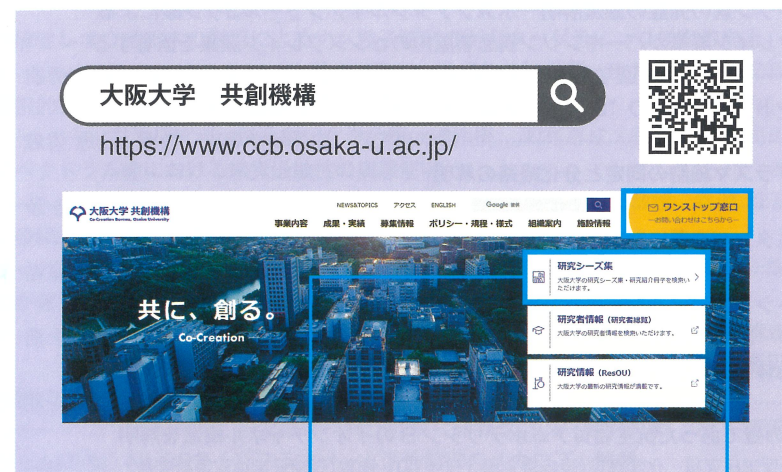 大阪大学 共創機構
https://www.ccb.osaka-u.ac.jp/
大阪大学 共創機構
Co-Creation Bureau, Osaka University
NEWS&TOPICS アクセス ENGLISH Google 提供
事業内容 成果・実績 募集情報 ポリシー・規程・様式 組織案内 施設情報
ワンストップ窓口
―お問い合わせはこちらから―
共に、創る。
Co-Creation
研究シーズ集
大阪大学の研究シーズ集・研究紹介冊子を検索い
ただけます。
研究者情報（研究者総覧）
大阪大学の研究者情報を検索いただけます。
研究情報（ResOU）
大阪大学の最新の研究情報が満載です。